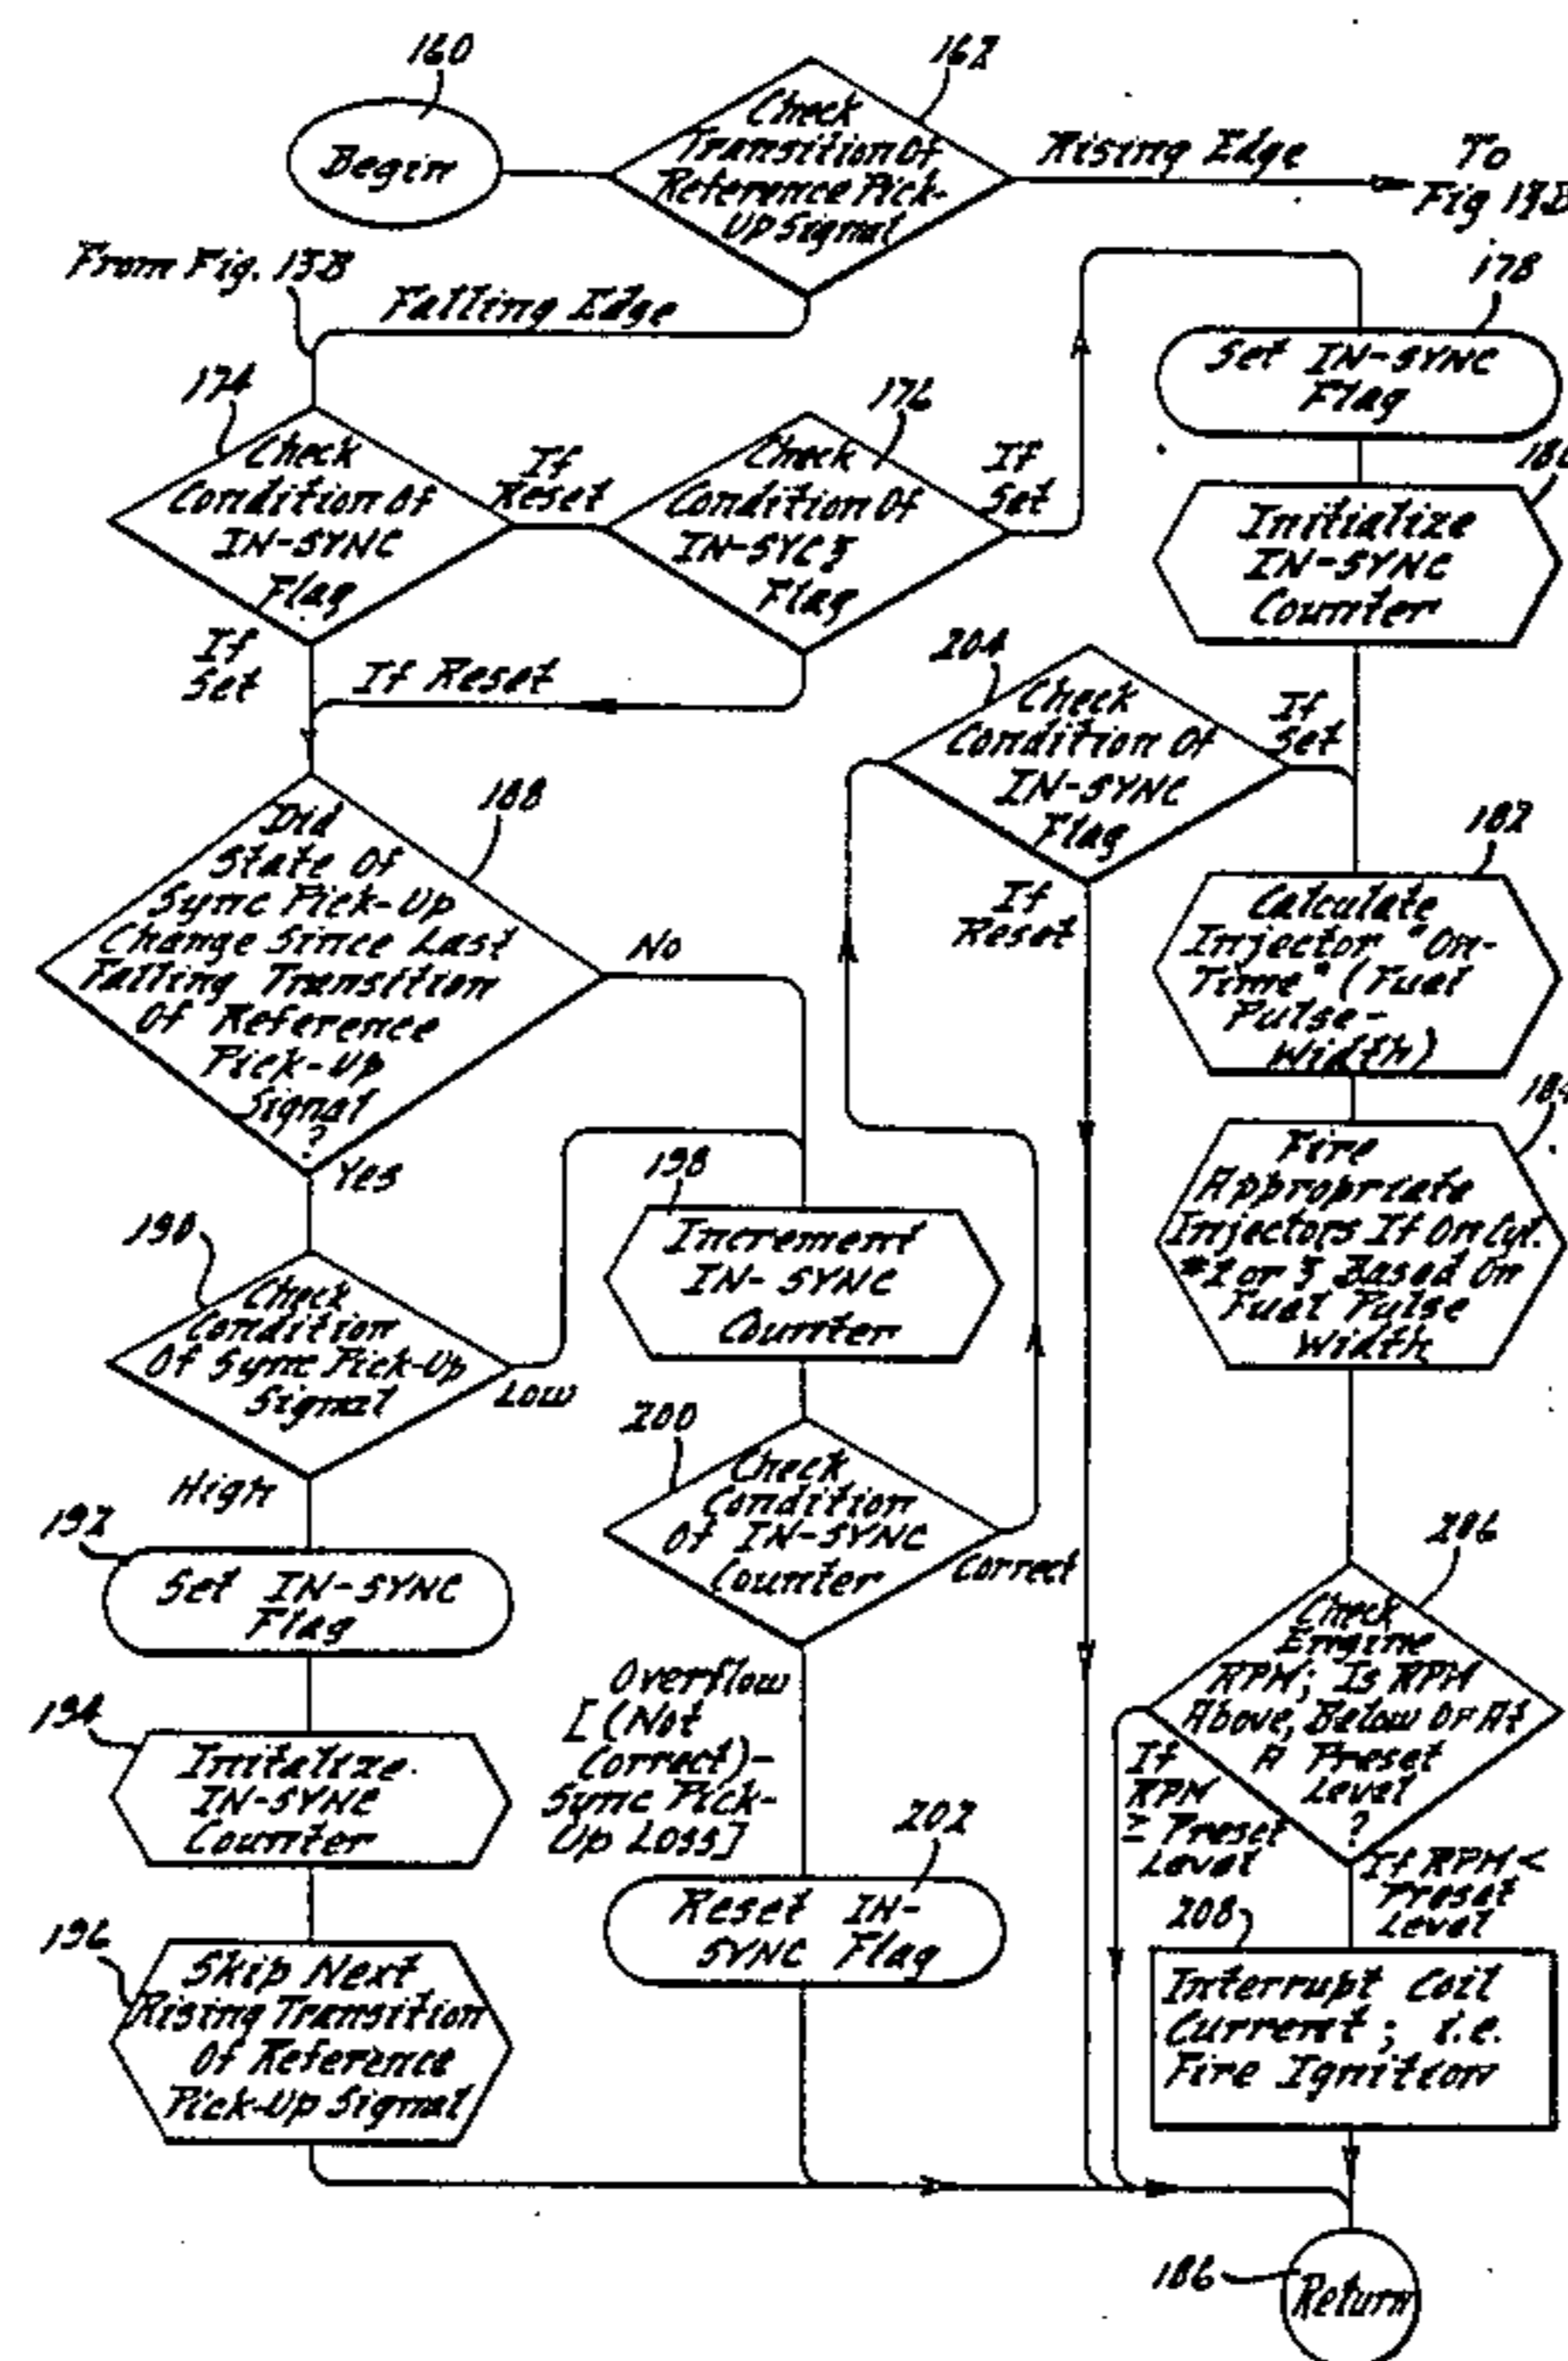 160
162
Begin
Check
Transition Of
Reference Pick-
Up Signal
Rising Edge
To
Fig 13B
From Fig. 13B
Falling Edge
174
Check
Condition Of
IN-SYNC
Flag
If
Reset
176
Check
Condition Of
IN-SYC3
Flag
If
Set
178
Set IN-SYNC
Flag
180
Initialize
IN-SYNC
Counter
If
Set
If Reset
204
Check
Condition Of
IN-SYNC
Flag
If
Set
If
Reset
188
Did
State Of
Sync Pick-Up
Change Since Last
Falling Transition
Of Reference
Pick-Up
Signal
?
No
Yes
182
Calculate
Injector "On-
Time" (Fuel
Pulse-
Width)
184
Fire
Appropriate
Injectors If On Cyl.
#1 or 3 Based On
Fuel Pulse
Width
190
Check
Condition
Of Sync Pick-Up
Signal
Low
High
198
Increment
IN-SYNC
Counter
200
Check
Condition
Of IN-SYNC
Counter
Correct
192
Set IN-SYNC
Flag
194
Initalize
IN-SYNC
Counter
196
Skip Next
Rising Transition
Of Reference
Pick-Up Signal
Overflow
[(Not
Correct)-
Sync Pick-
Up Loss]
202
Reset IN-
SYNC Flag
206
Check
Engine
RPM; Is RPM
Above, Below Or At
A Preset
Level
?
If
RPM
≥ Preset
Level
If RPM <
Preset
Level
208
Interrupt Coil
Current; i.e.
Fire Ignition
186
Return